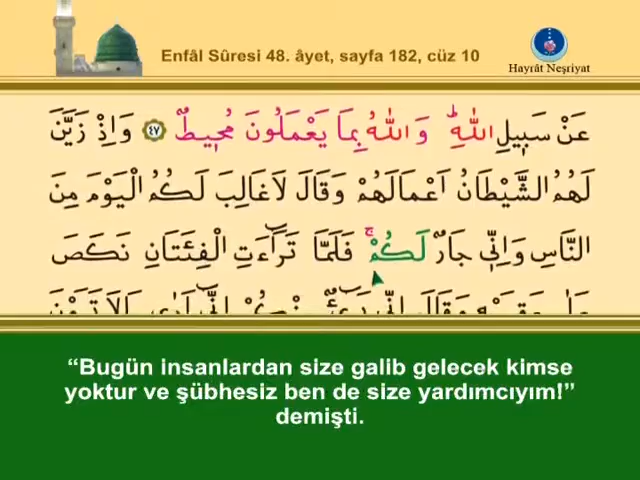 Enfâl Sûresi 48. âyet, sayfa 182, cüz 10
Hayrât Neşriyat
عَنْ سَبٖيلِ اللّٰهِ وَاللّٰهُ بِمَا يَعْمَلُونَ مُحٖيطٌ ﴿٤٧﴾ وَاِذْ زَيَّنَ
لَهُمُ الشَّيْطَانُ اَعْمَالَهُمْ وَقَالَ لَا غَالِبَ لَكُمُ الْيَوْمَ مِنَ
النَّاسِ وَاِنّٖى جَارٌ لَكُمْ فَلَمَّا تَرَٓاءَتِ الْفِئَتَانِ نَكَصَ
“Bugün insanlardan size galib gelecek kimse
yoktur ve şübhesiz ben de size yardımcıyım!”
demişti.